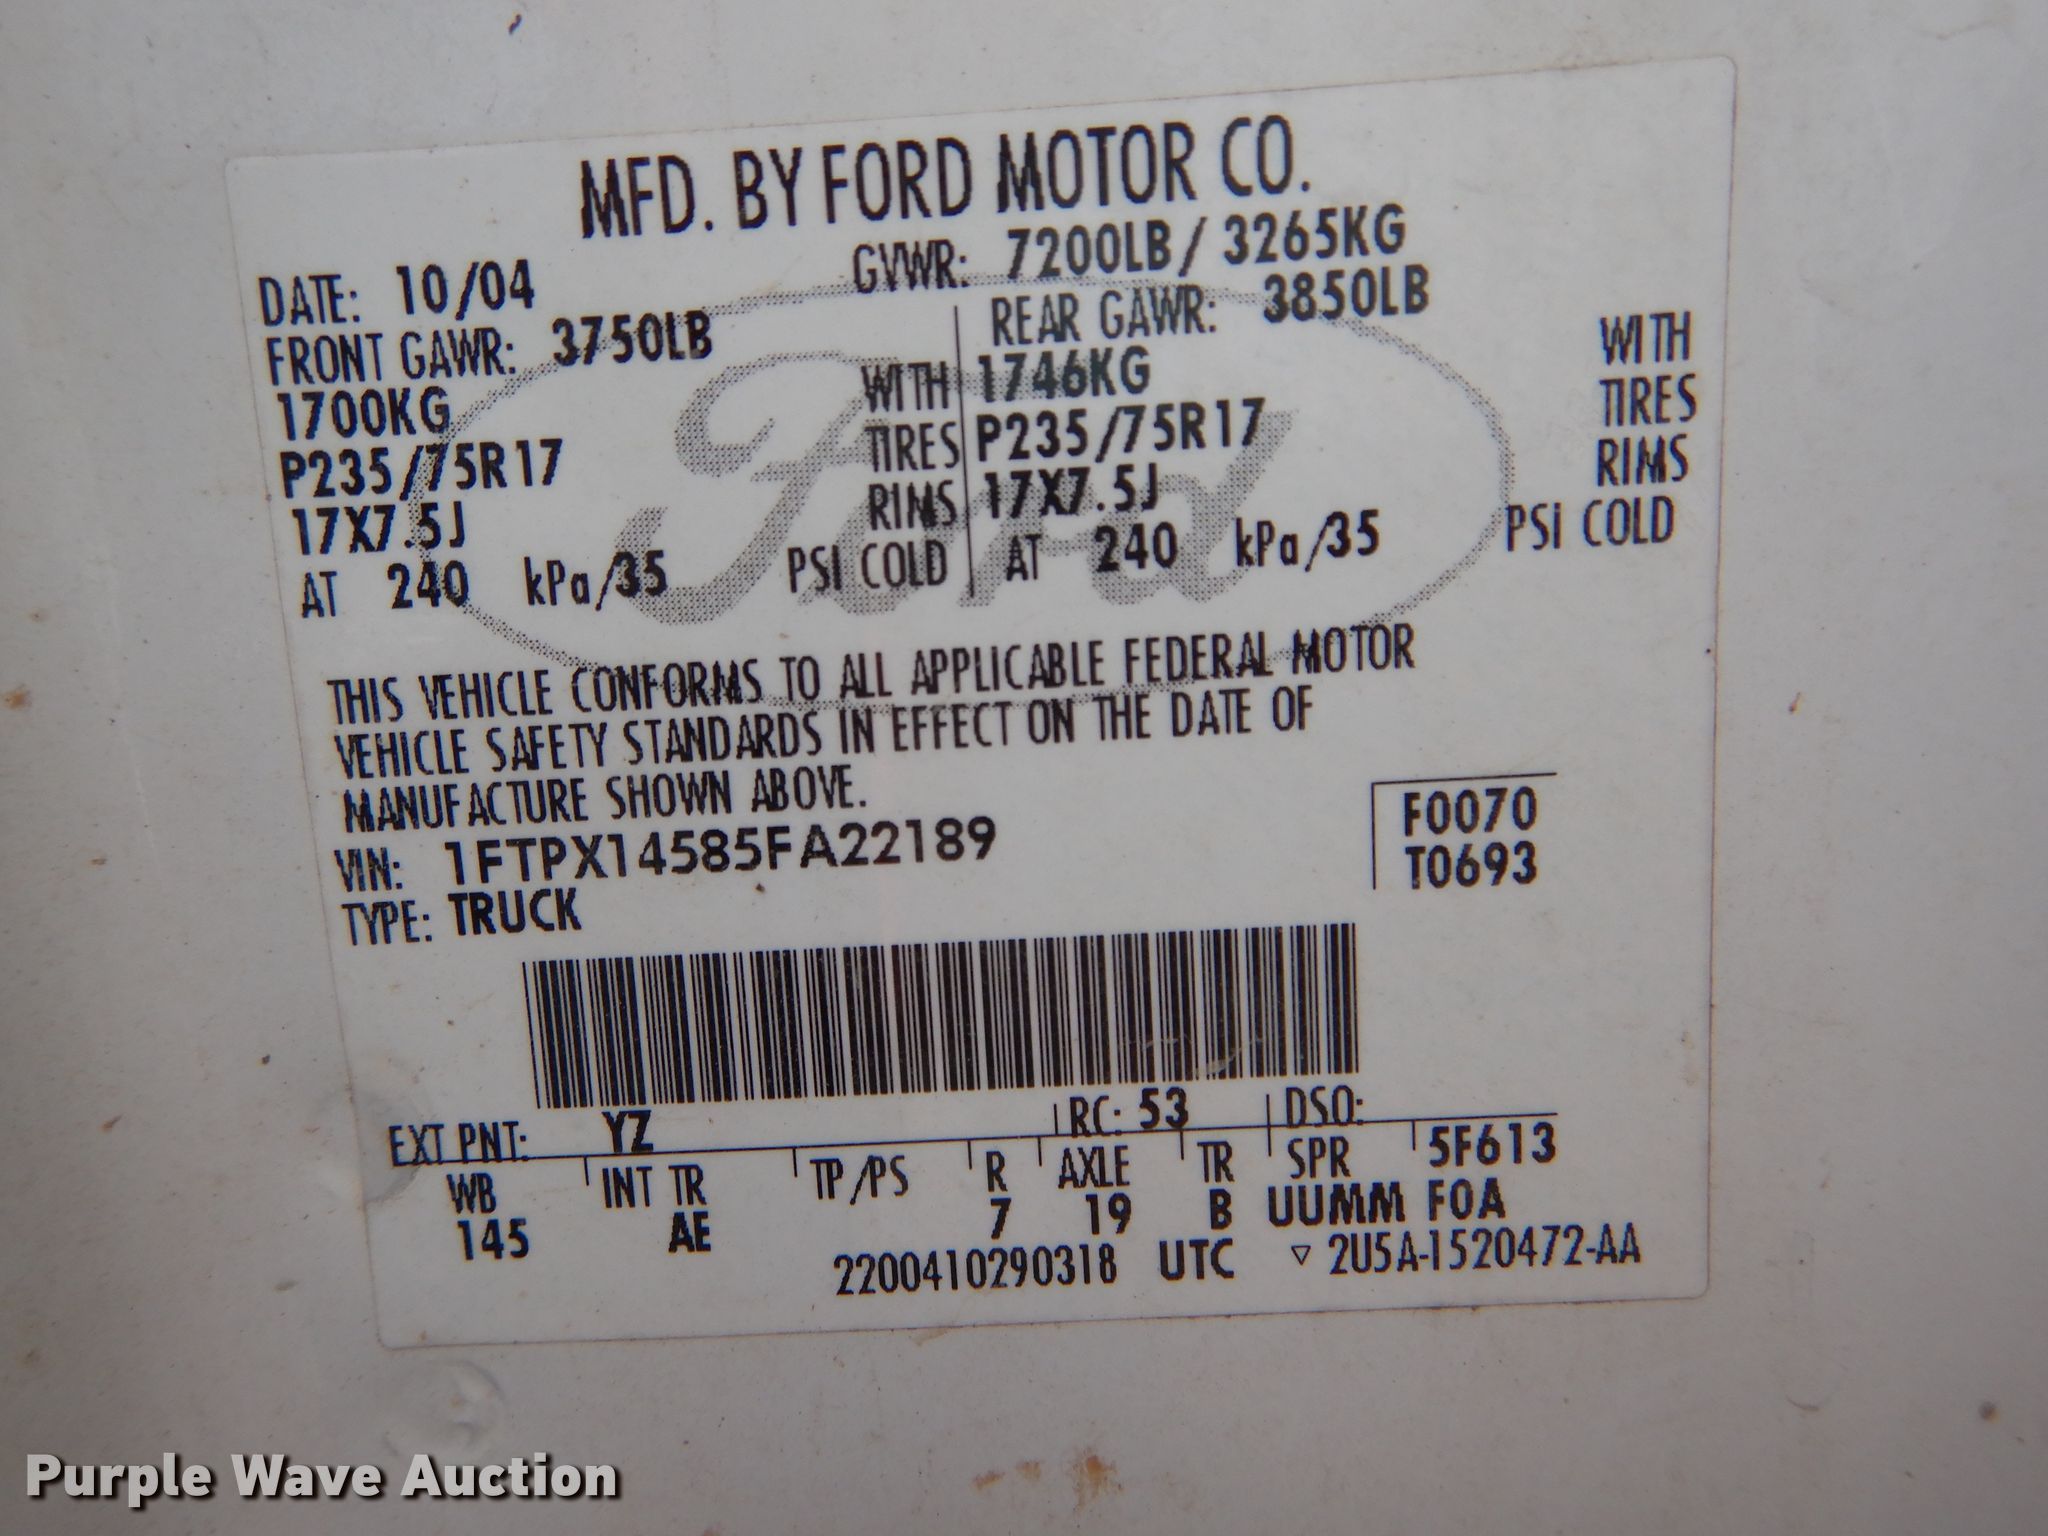 MFD. BY FORD MOTOR CO.
DATE: 10/04 GVWR: 7200LB / 3265KG
FRONT GAWR: 3750LB REAR GAWR: 3850LB
1700KG WITH 1746KG WITH
P235/75R17 TIRES P235/75R17 TIRES
17X7.5J RIMS 17X7.5J RIMS
AT 240 kPa/35 PSI COLD AT 240 kPa/35 PSI COLD
Ford
THIS VEHICLE CONFORMS TO ALL APPLICABLE FEDERAL MOTOR
VEHICLE SAFETY STANDARDS IN EFFECT ON THE DATE OF
MANUFACTURE SHOWN ABOVE.
VIN: 1FTPX14585FA22189
TYPE: TRUCK
F0070
T0693
EXT PNT: YZ RC: 53 DSO:
WB INT TR TP/PS R AXLE TR SPR 5F613
145 AE 7 19 B UUMM FOA
2200410290318 UTC ▽ 2U5A-1520472-AA
Purple Wave Auction